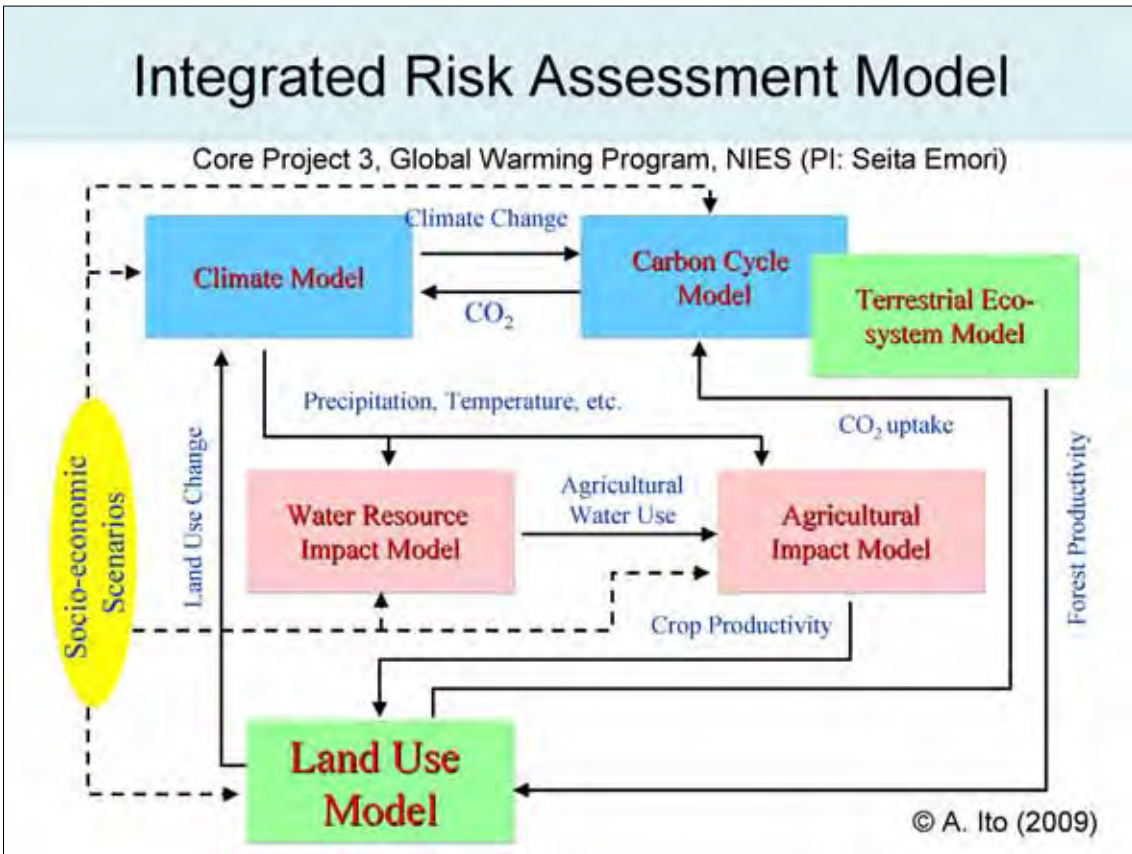 Integrated Risk Assessment Model
Core Project 3, Global Warming Program, NIES (PI: Seita Emori)
Climate Change
Climate Model
Carbon Cycle
Model
CO₂
Terrestrial Eco-
system Model
Precipitation, Temperature, etc.
CO₂ uptake
Socio-economic
Scenarios
Land Use Change
Water Resource
Impact Model
Agricultural
Water Use
Agricultural
Impact Model
Forest Productivity
Crop Productivity
Land Use
Model
© A. Ito (2009)